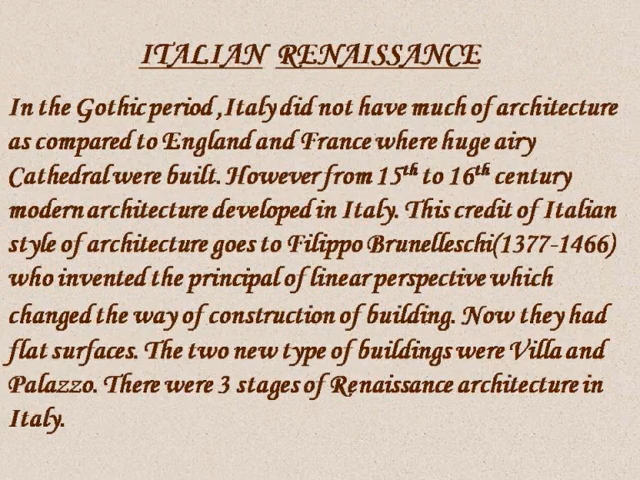 ITALIAN RENAISSANCE
In the Gothic period ,Italy did not have much of architecture
as compared to England and France where huge airy
Cathedral were built. However from 15th to 16th century
modern architecture developed in Italy. This credit of Italian
style of architecture goes to Filippo Brunelleschi(1377-1466)
who invented the principal of linear perspective which
changed the way of construction of building. Now they had
flat surfaces. The two new type of buildings were Villa and
Palazzo. There were 3 stages of Renaissance architecture in
Italy.